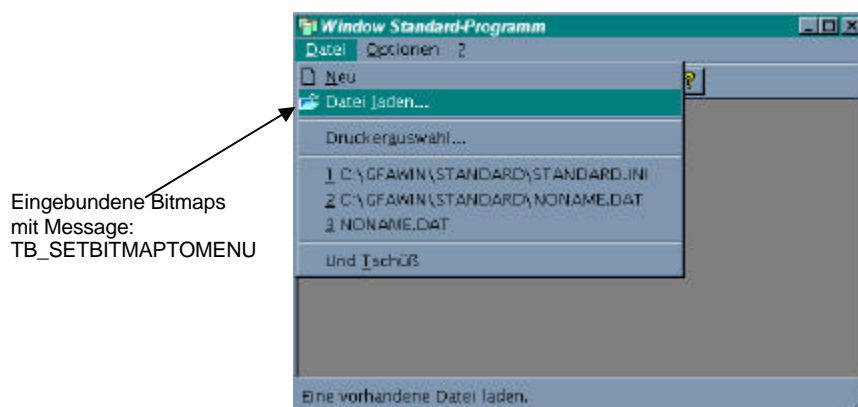 Window Standard-Programm
Datei Optionen ?
Neu
Datei laden...
Druckerauswahl...
1 C:\GFAWIN\STANDARD\STANDARD.INI
2 C:\GFAWIN\STANDARD\NONAME.DAT
3 NONAME.DAT
Und Tschüß
Eingebundene Bitmaps
mit Message:
TB_SETBITMAPTOMENU
Eine vorhandene Datei laden.